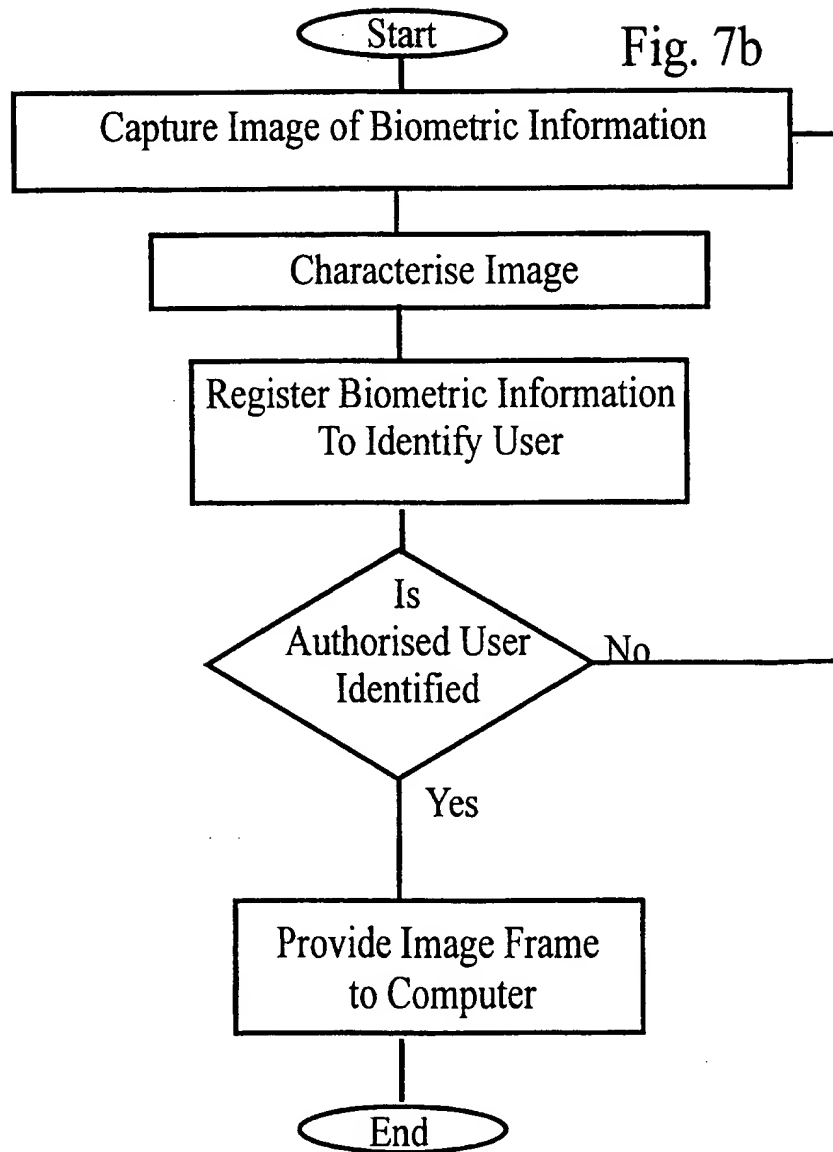 Start
Fig. 7b
Capture Image of Biometric Information
Characterise Image
Register Biometric Information
To Identify User
Is
Authorised User
Identified
No
Yes
Provide Image Frame
to Computer
End